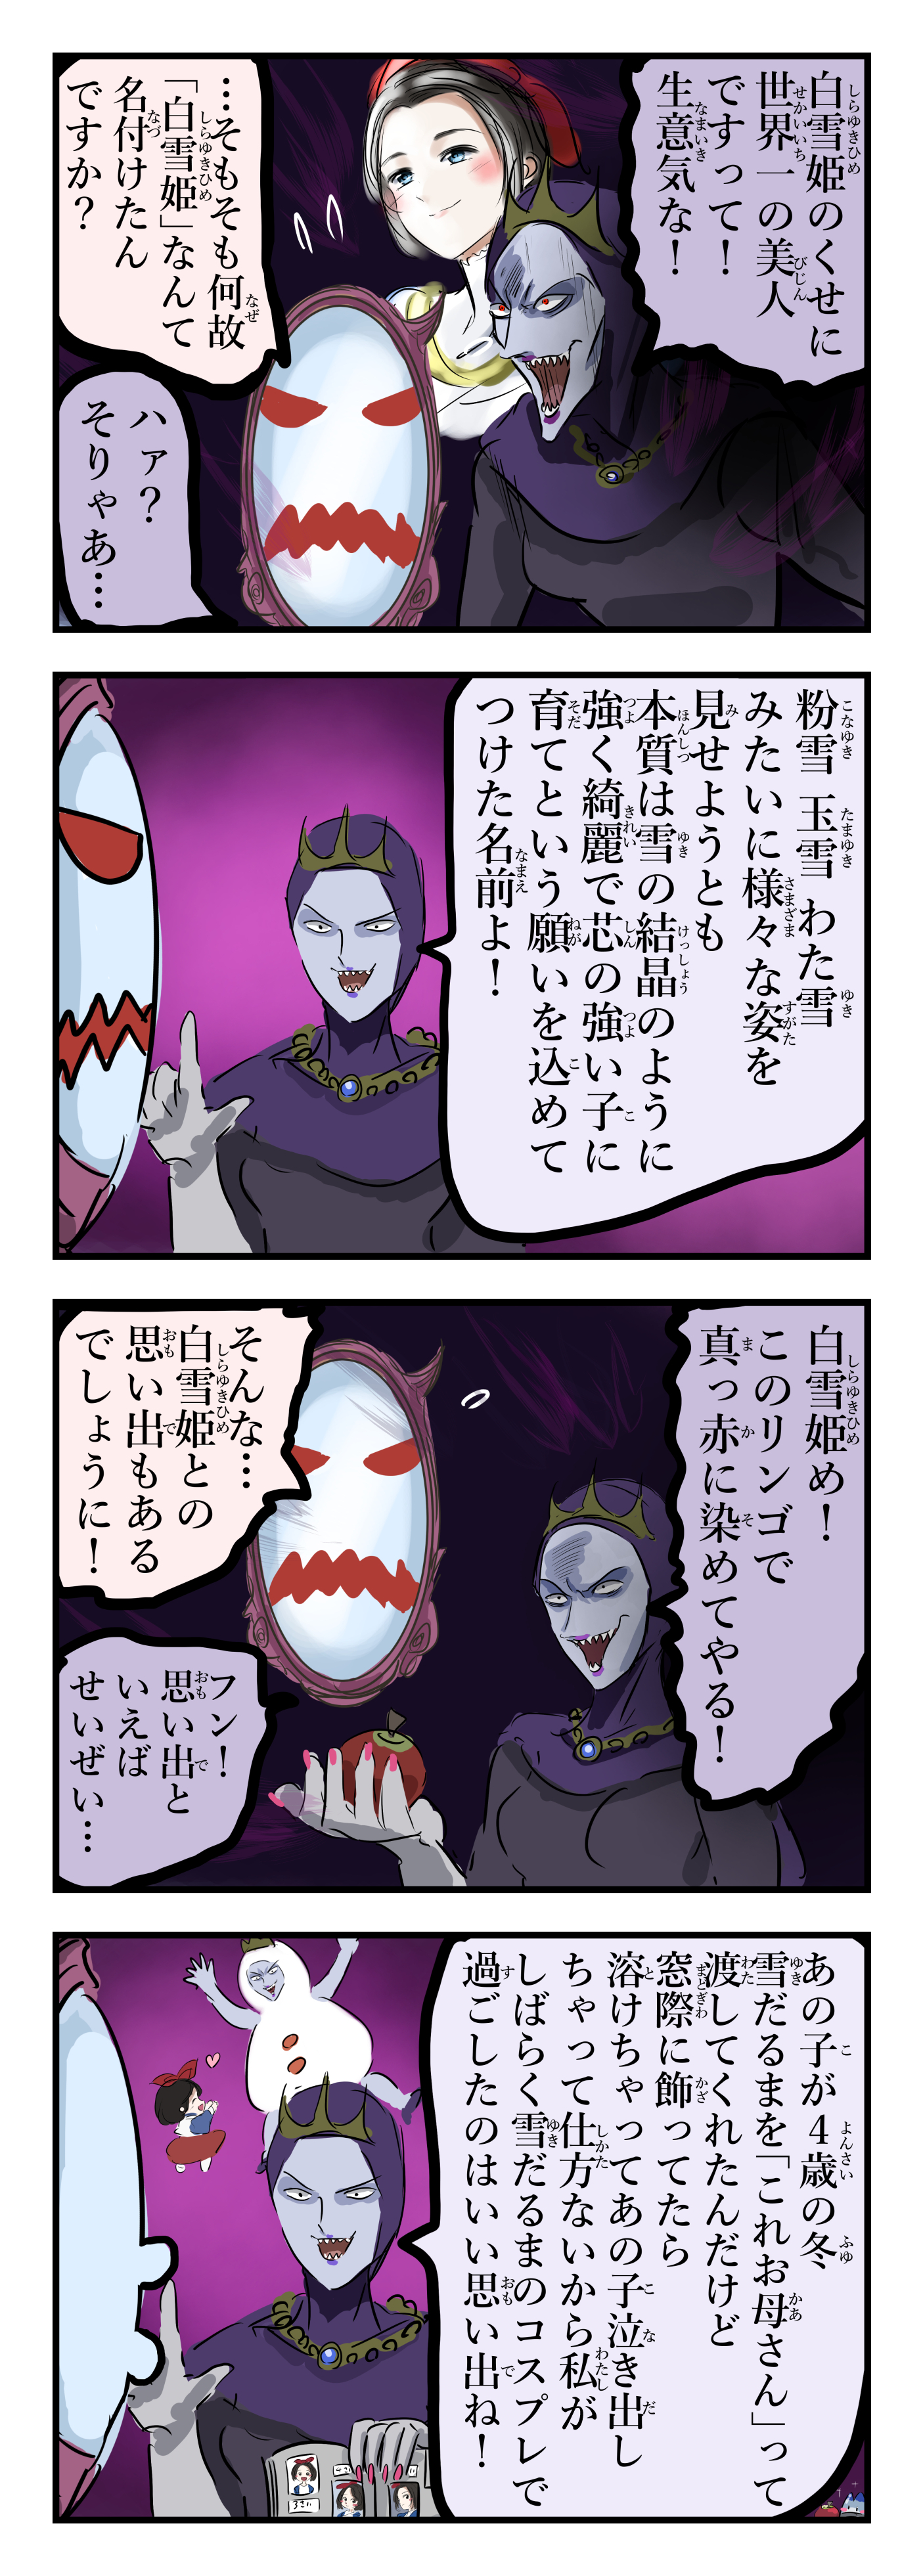 白雪姫のくせに
世界一の美人
ですって！
生意気な！
…そもそも何故
「白雪姫」なんて
名付けたん
ですか？
ハァ？
そりゃあ…
粉雪 玉雪 わた雪
みたいに様々な姿を
見せようとも
本質は雪の結晶のように
強く綺麗で芯の強い子に
育てという願いを込めて
つけた名前よ！
白雪姫め！
このリンゴで
真っ赤に染めてやる！
そんな…
白雪姫との
思い出もある
でしょうに！
フン！
思い出と
いえば
せいぜい…
あの子が４歳の冬
雪だるまを「これお母さん」って
渡してくれたんだけど
窓際に飾ってたら
溶けちゃってあの子泣き出し
ちゃって仕方ないから私が
しばらく雪だるまのコスプレで
過ごしたのはいい思い出ね！